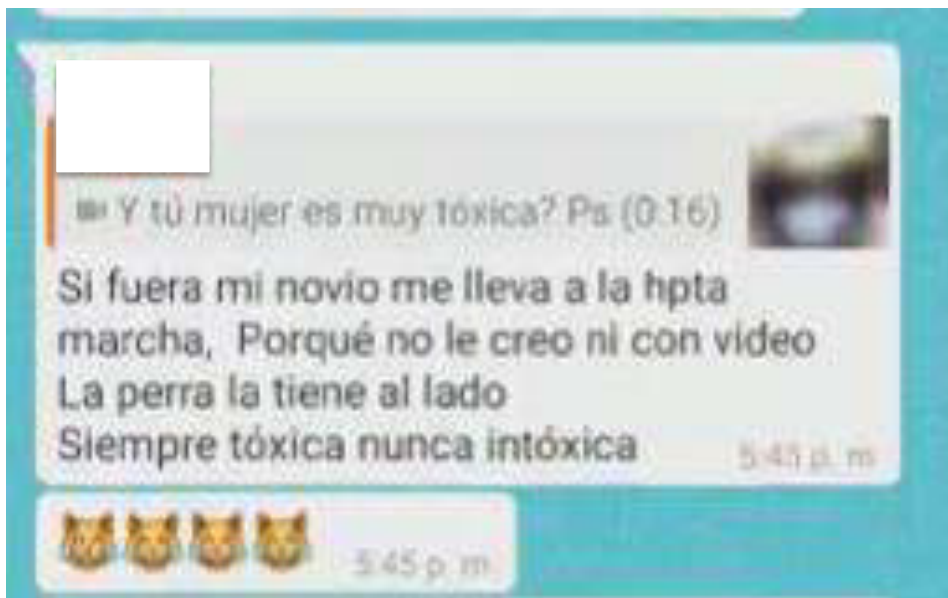 Y tú mujer es muy tóxica? Ps (0:16)
Si fuera mi novio me lleva a la hpta
marcha, Porqué no le creo ni con video
La perra la tiene al lado
Siempre tóxica nunca intóxica
5:43 p. m
5:45 p. m